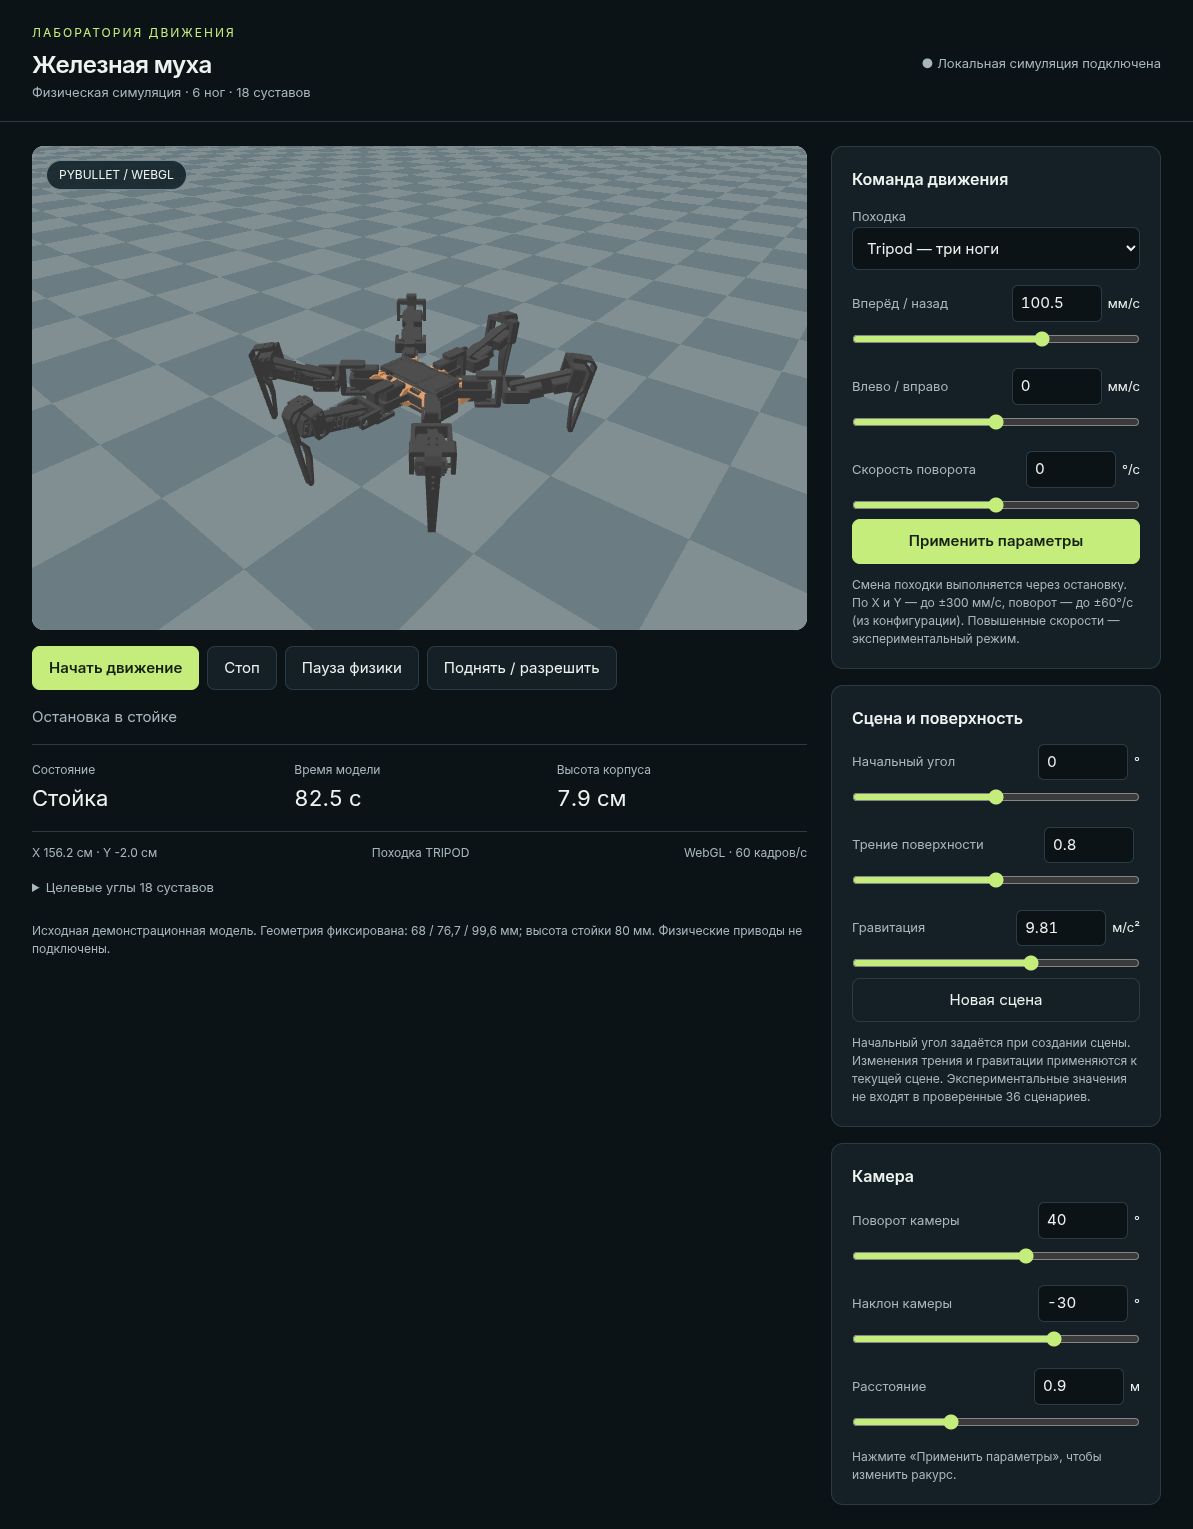 ЛАБОРАТОРИЯ ДВИЖЕНИЯ
Железная муха
Физическая симуляция · 6 ног · 18 суставов
Локальная симуляция подключена
PYBULLET / WEBGL
Начать движение
Стоп
Пауза физики
Поднять / разрешить
Остановка в стойке
Состояние
Стойка
Время модели
82.5 с
Высота корпуса
7.9 см
X 156.2 см · Y -2.0 см
Походка TRIPOD
WebGL · 60 кадров/с
Целевые углы 18 суставов
Исходная демонстрационная модель. Геометрия фиксирована: 68 / 76,7 / 99,6 мм; высота стойки 80 мм. Физические приводы не
подключены.
Команда движения
Походка
Tripod — три ноги
Вперёд / назад 100.5 мм/с
Влево / вправо 0 мм/с
Скорость поворота 0 °/с
Применить параметры
Смена походки выполняется через остановку.
По X и Y — до ±300 мм/с, поворот — до ±60°/с
(из конфигурации). Повышенные скорости —
экспериментальный режим.
Сцена и поверхность
Начальный угол 0 °
Трение поверхности 0.8
Гравитация 9.81 м/с²
Новая сцена
Начальный угол задаётся при создании сцены.
Изменения трения и гравитации применяются к
текущей сцене. Экспериментальные значения
не входят в проверенные 36 сценариев.
Камера
Поворот камеры 40 °
Наклон камеры -30 °
Расстояние 0.9 м
Нажмите «Применить параметры», чтобы
изменить ракурс.